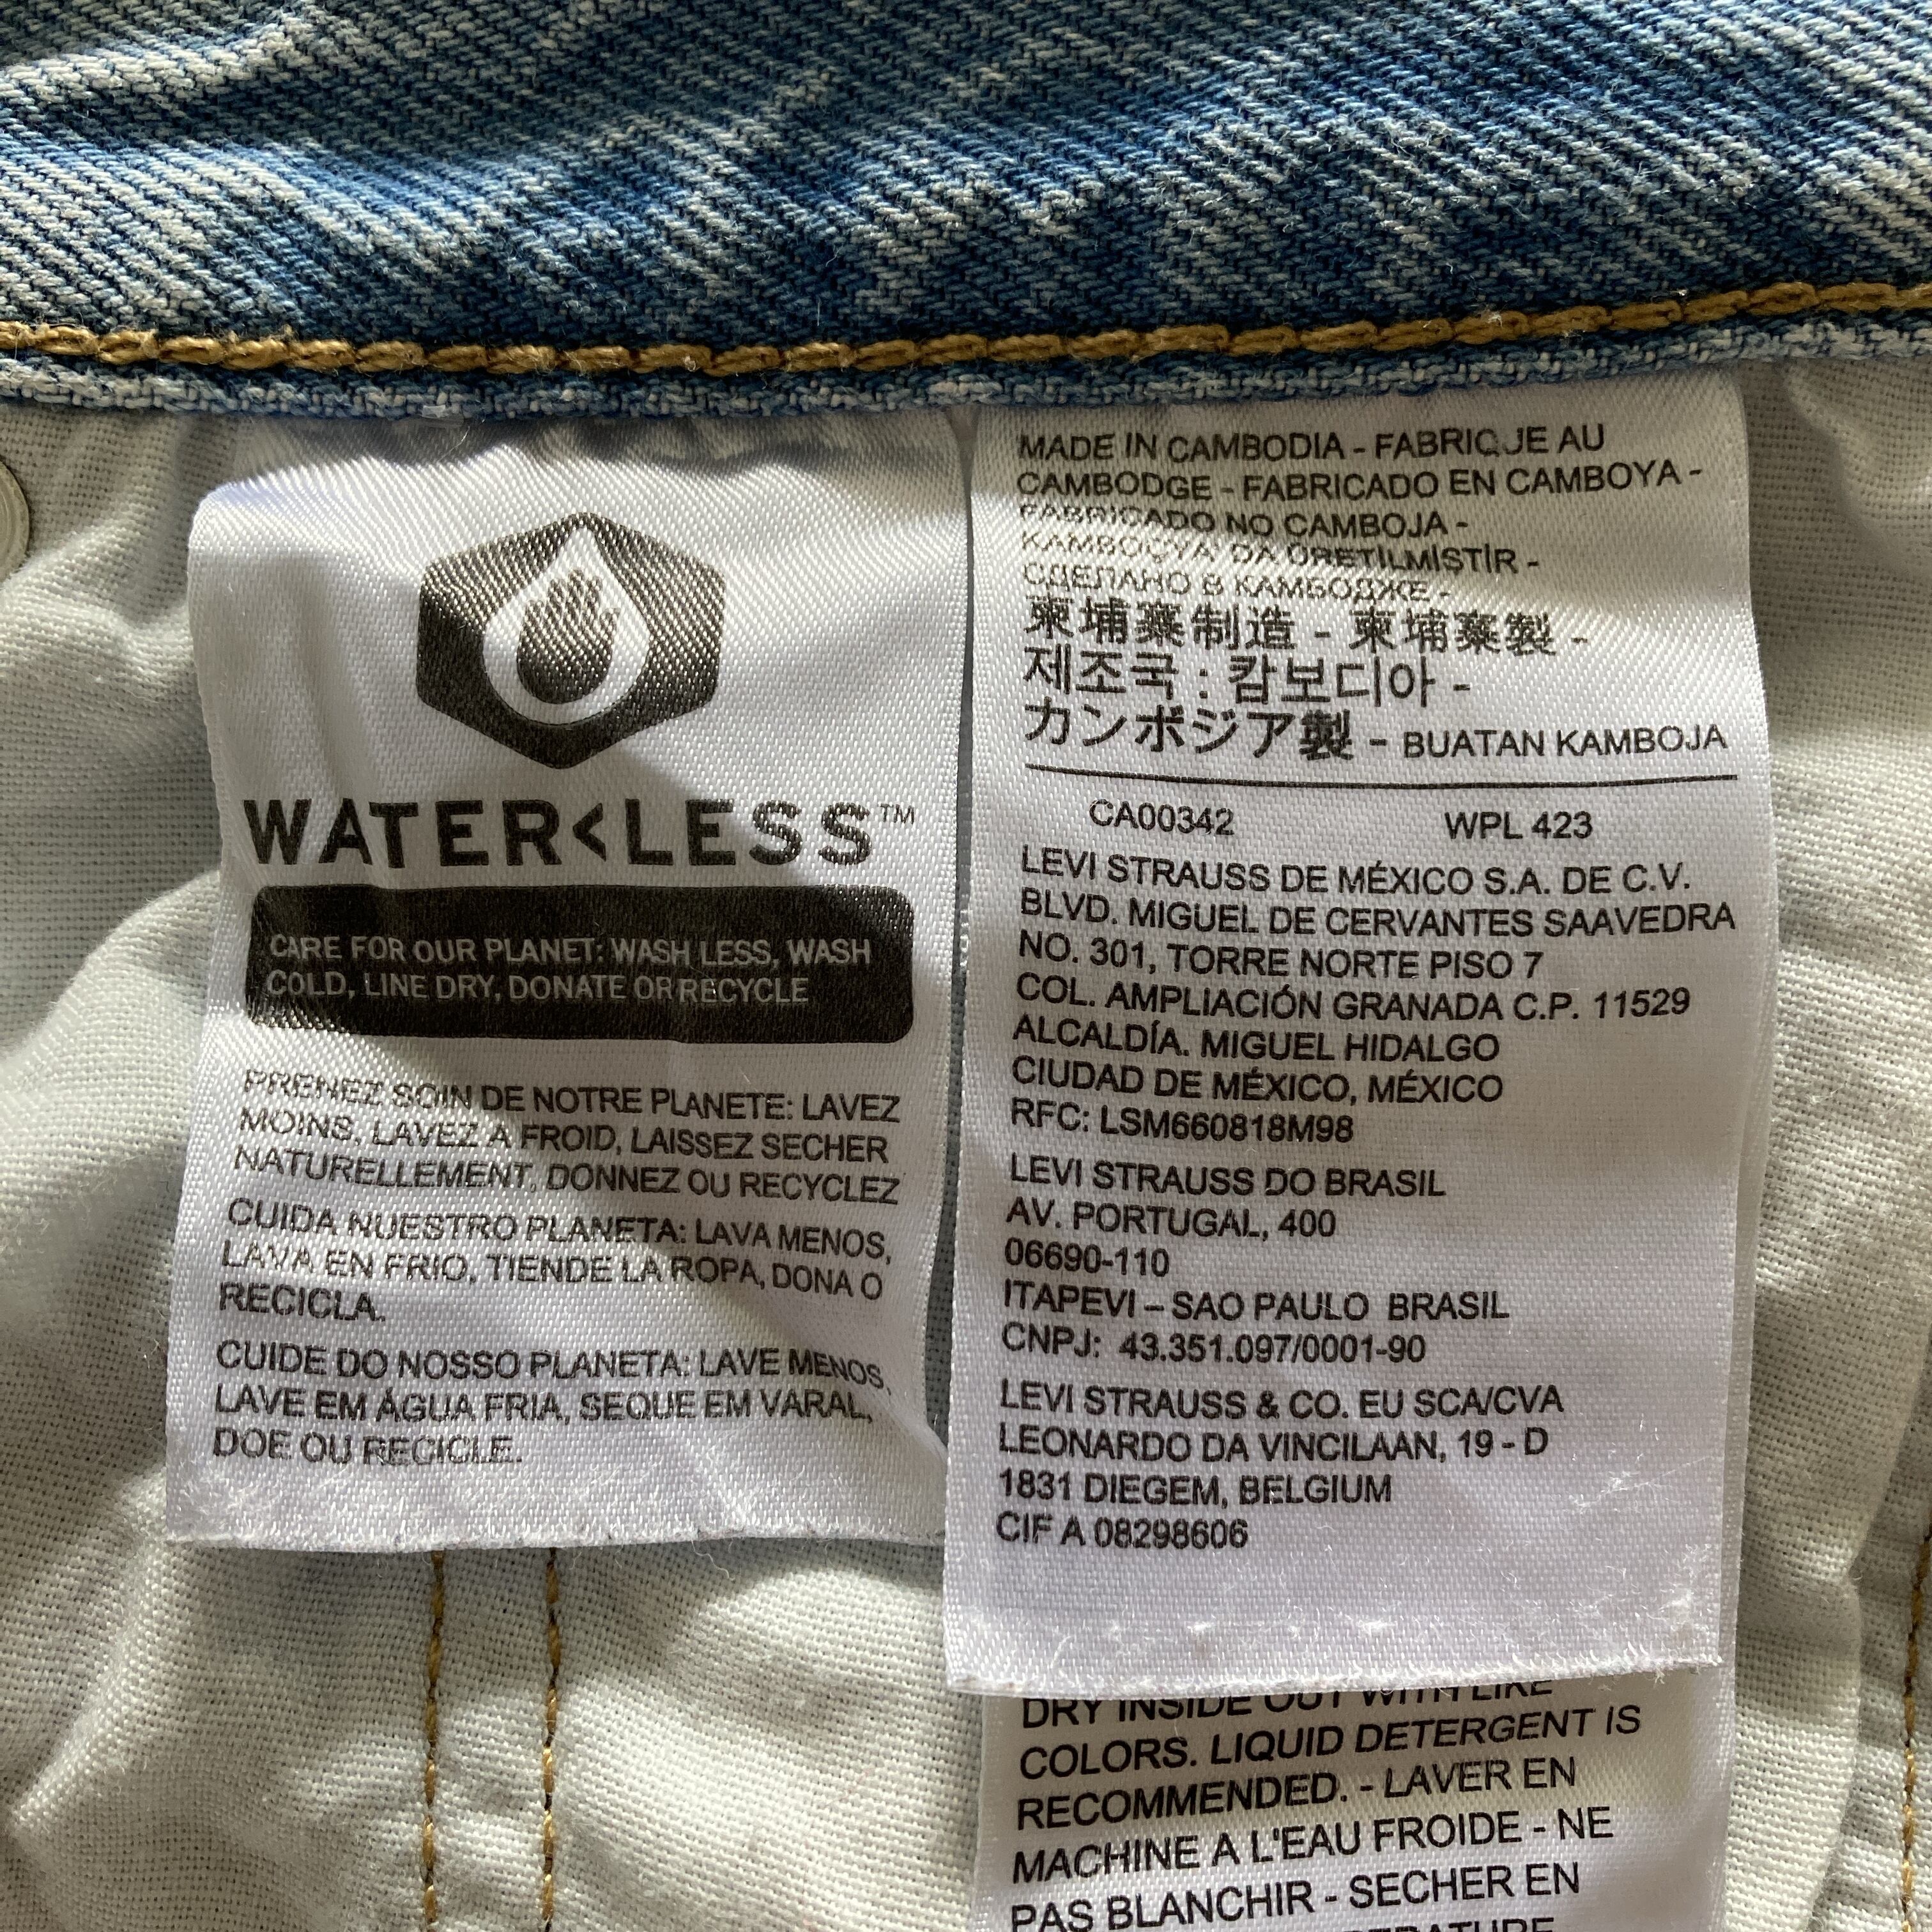 WATER<LESS™
CARE FOR OUR PLANET: WASH LESS, WASH
COLD, LINE DRY, DONATE OR RECYCLE
PRENEZ SOIN DE NOTRE PLANETE: LAVEZ
MOINS, LAVEZ A FROID, LAISSEZ SECHER
NATURELLEMENT, DONNEZ OU RECYCLEZ
CUIDA NUESTRO PLANETA: LAVA MENOS,
LAVA EN FRIO, TIENDE LA ROPA, DONA O
RECICLA.
CUIDE DO NOSSO PLANETA: LAVE MENOS,
LAVE EM ÁGUA FRIA, SEQUE EM VARAL,
DOE OU RECICLE.
MADE IN CAMBODIA - FABRIQUE AU
CAMBODGE - FABRICADO EN CAMBOYA -
FABRICADO NO CAMBOJA -
KAMBOÇYA' DA ÜRETİLMİŞTİR -
СДЕЛАНО В КАМБОДЖЕ -
柬埔寨制造 - 柬埔寨製 -
제조국 : 캄보디아 -
カンボジア製 - BUATAN KAMBOJA
CA00342 WPL 423
LEVI STRAUSS DE MÉXICO S.A. DE C.V.
BLVD. MIGUEL DE CERVANTES SAAVEDRA
NO. 301, TORRE NORTE PISO 7
COL. AMPLIACIÓN GRANADA C.P. 11529
ALCALDÍA. MIGUEL HIDALGO
CIUDAD DE MÉXICO, MÉXICO
RFC: LSM660818M98
LEVI STRAUSS DO BRASIL
AV. PORTUGAL, 400
06690-110
ITAPEVI – SAO PAULO BRASIL
CNPJ: 43.351.097/0001-90
LEVI STRAUSS & CO. EU SCA/CVA
LEONARDO DA VINCILAAN, 19 - D
1831 DIEGEM, BELGIUM
CIF A 08298606
DRY INSIDE OUT WITH LIKE
COLORS. LIQUID DETERGENT IS
RECOMMENDED. - LAVER EN
MACHINE A L'EAU FROIDE - NE
PAS BLANCHIR - SECHER EN